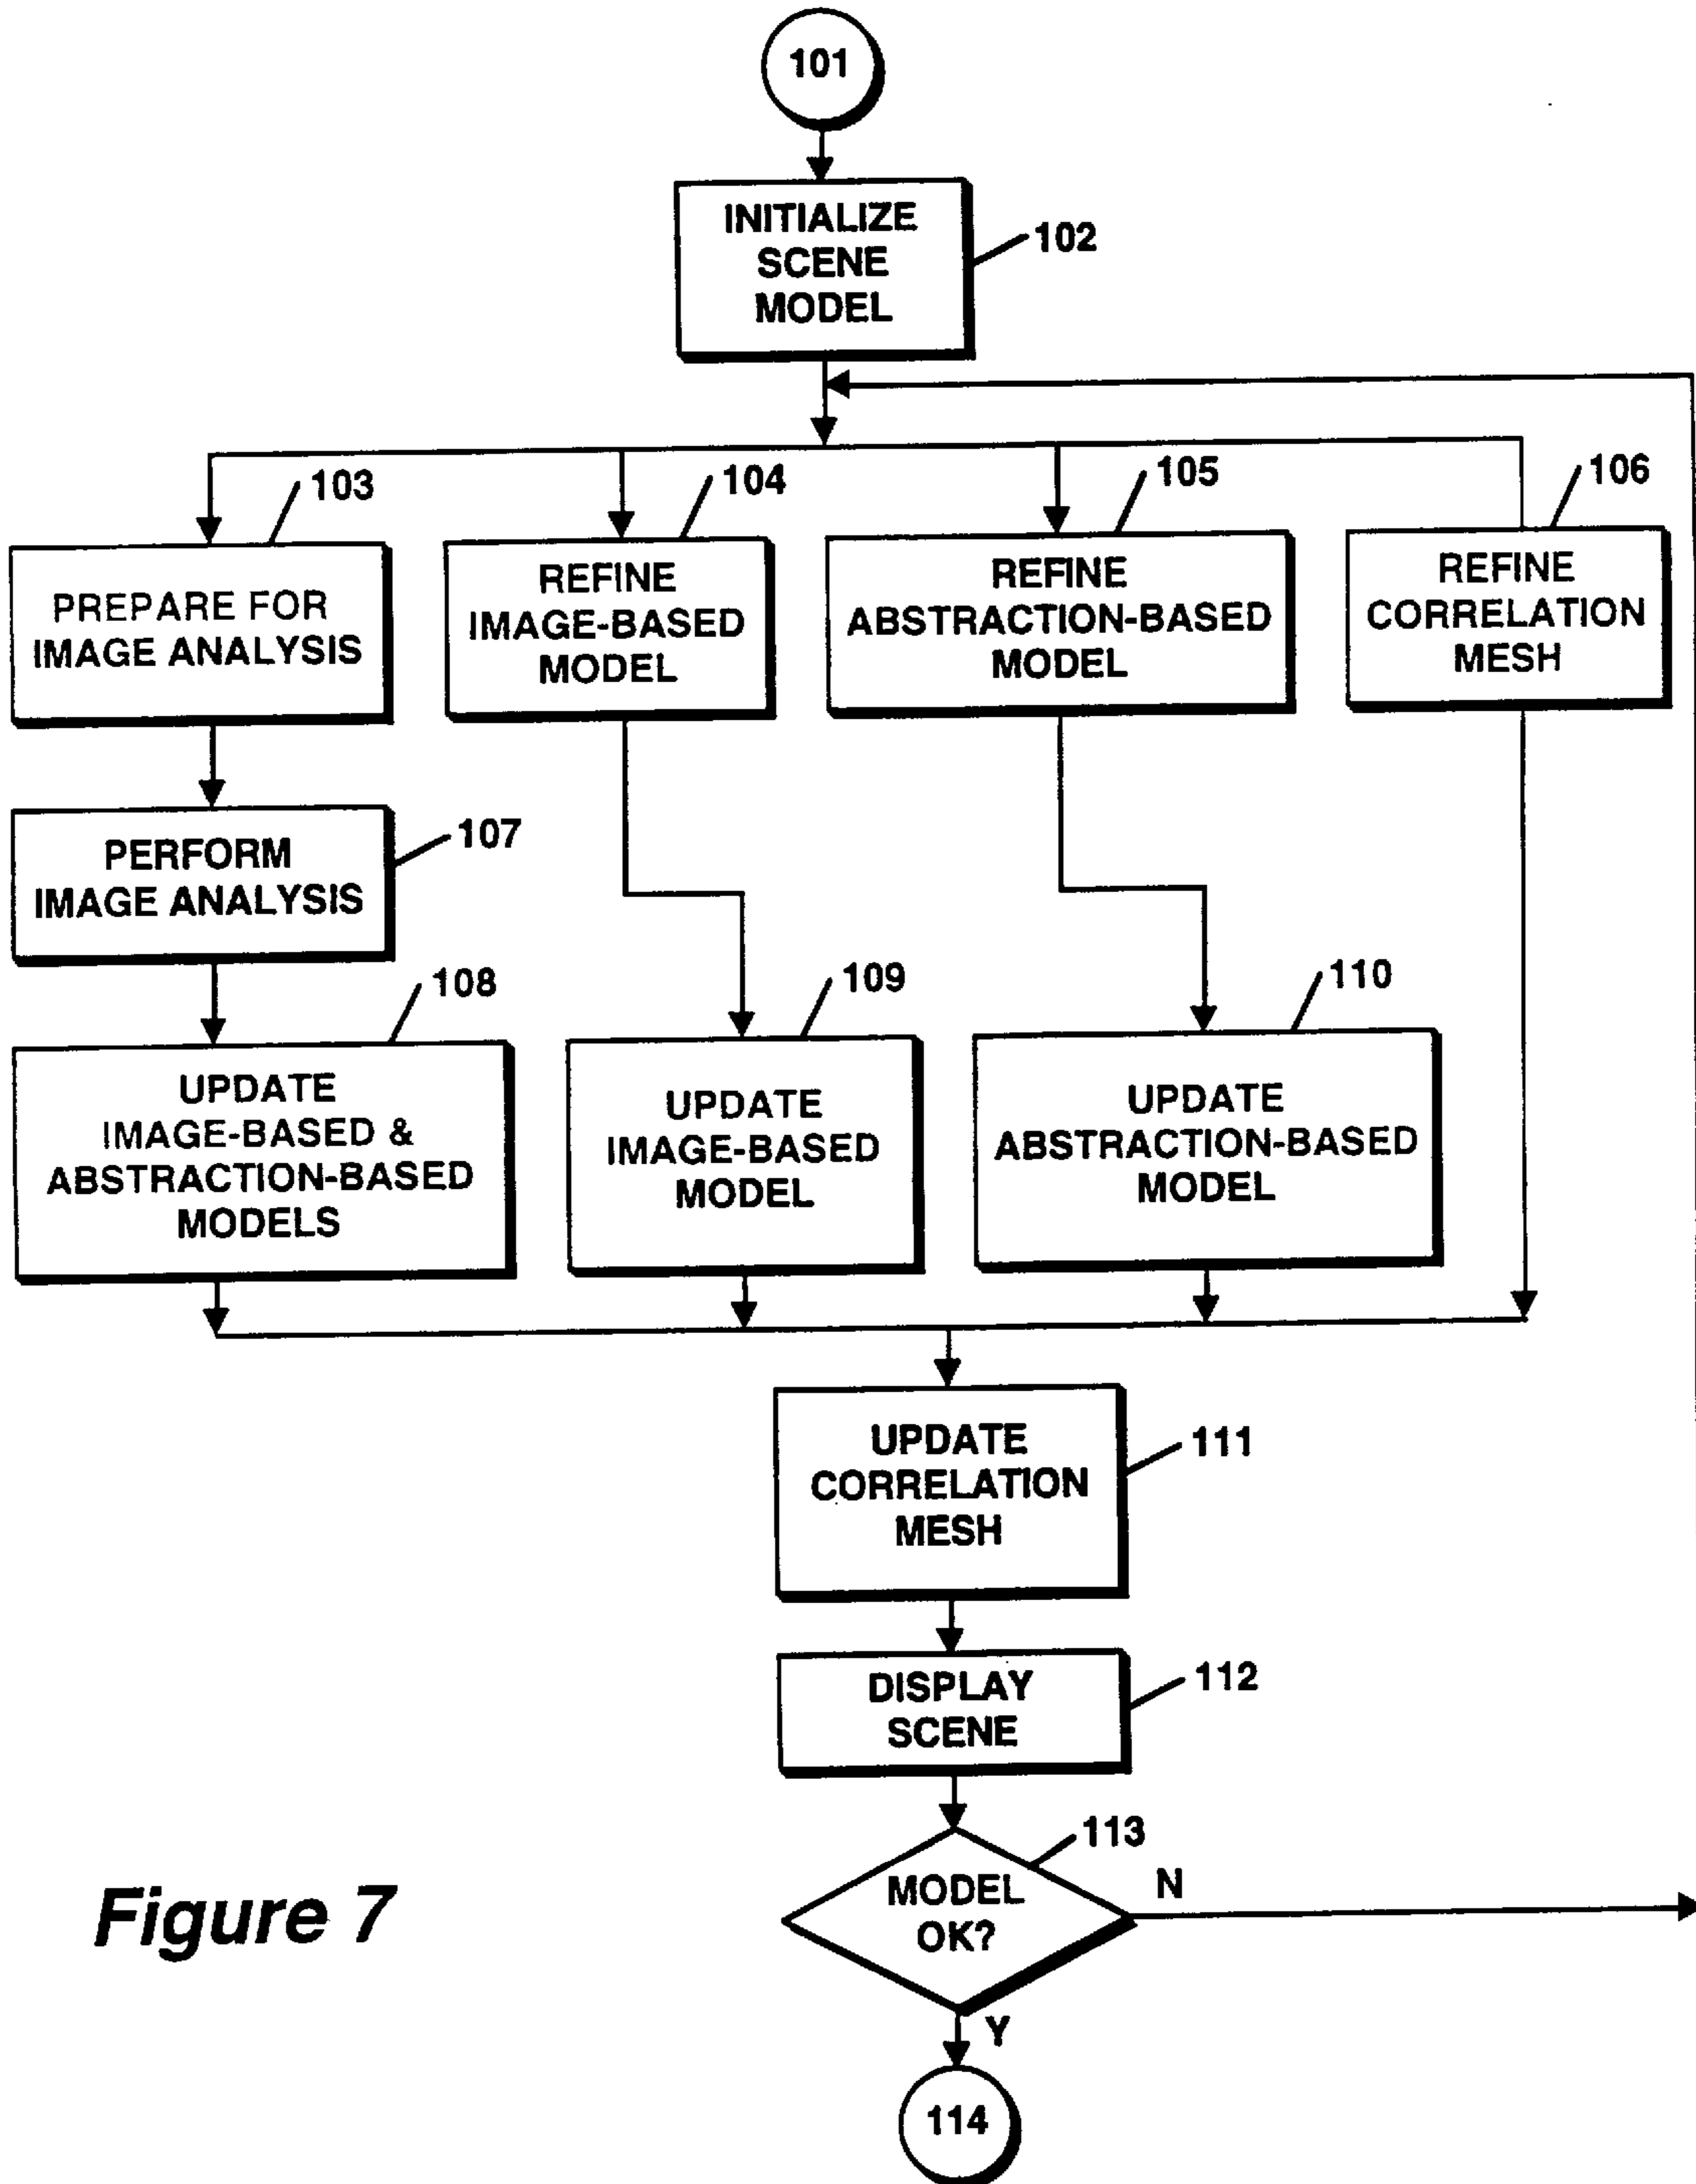 101
INITIALIZE
SCENE
MODEL
102
103
104
105
106
PREPARE FOR
IMAGE ANALYSIS
REFINE
IMAGE-BASED
MODEL
REFINE
ABSTRACTION-BASED
MODEL
REFINE
CORRELATION
MESH
PERFORM
IMAGE ANALYSIS
107
108
109
110
UPDATE
IMAGE-BASED &
ABSTRACTION-BASED
MODELS
UPDATE
IMAGE-BASED
MODEL
UPDATE
ABSTRACTION-BASED
MODEL
UPDATE
CORRELATION
MESH
111
DISPLAY
SCENE
112
113
MODEL
OK?
N
Y
114
Figure 7